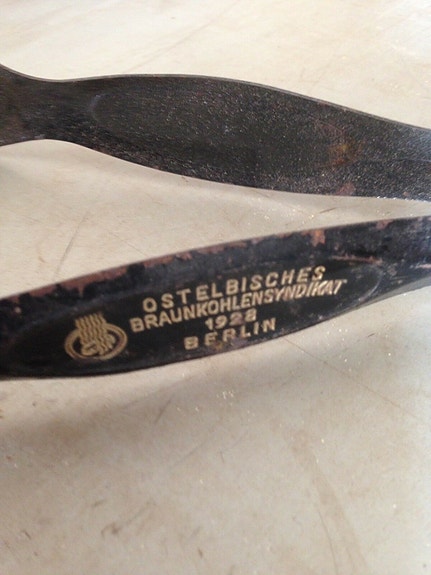 OSTELBISCHES
BRAUNKOHLENSYNDIKAT
1928
BERLIN